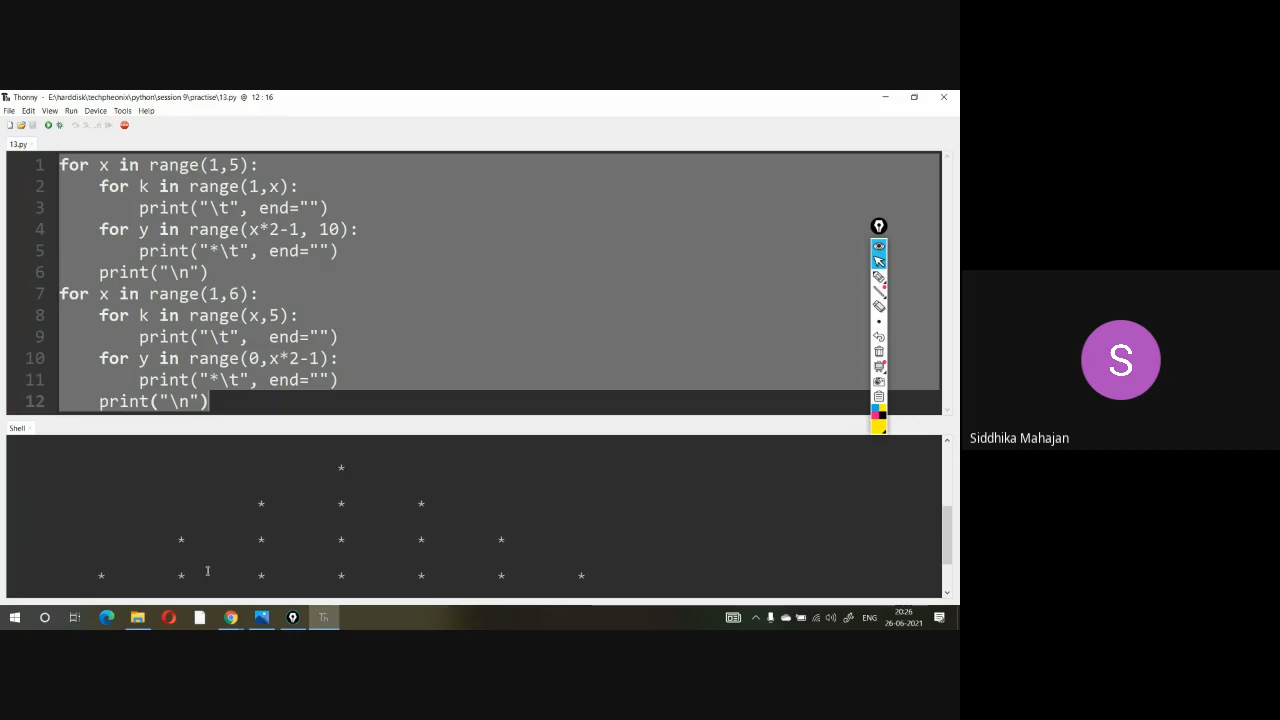 Th Thonny - E:\harddisk\techpheonix\python\session 9\practise\13.py @ 12 : 16
File Edit View Run Device Tools Help
13.py
1 for x in range(1,5):
2     for k in range(1,x):
3         print("\t", end="")
4     for y in range(x*2-1, 10):
5         print("*\t", end="")
6     print("\n")
7 for x in range(1,6):
8     for k in range(x,5):
9         print("\t",  end="")
10     for y in range(0,x*2-1):
11         print("*\t", end="")
12     print("\n")
Shell
*
* * *
* * * * *
* * * * * * *
S
Siddhika Mahajan
Th
ENG
20:26
26-06-2021